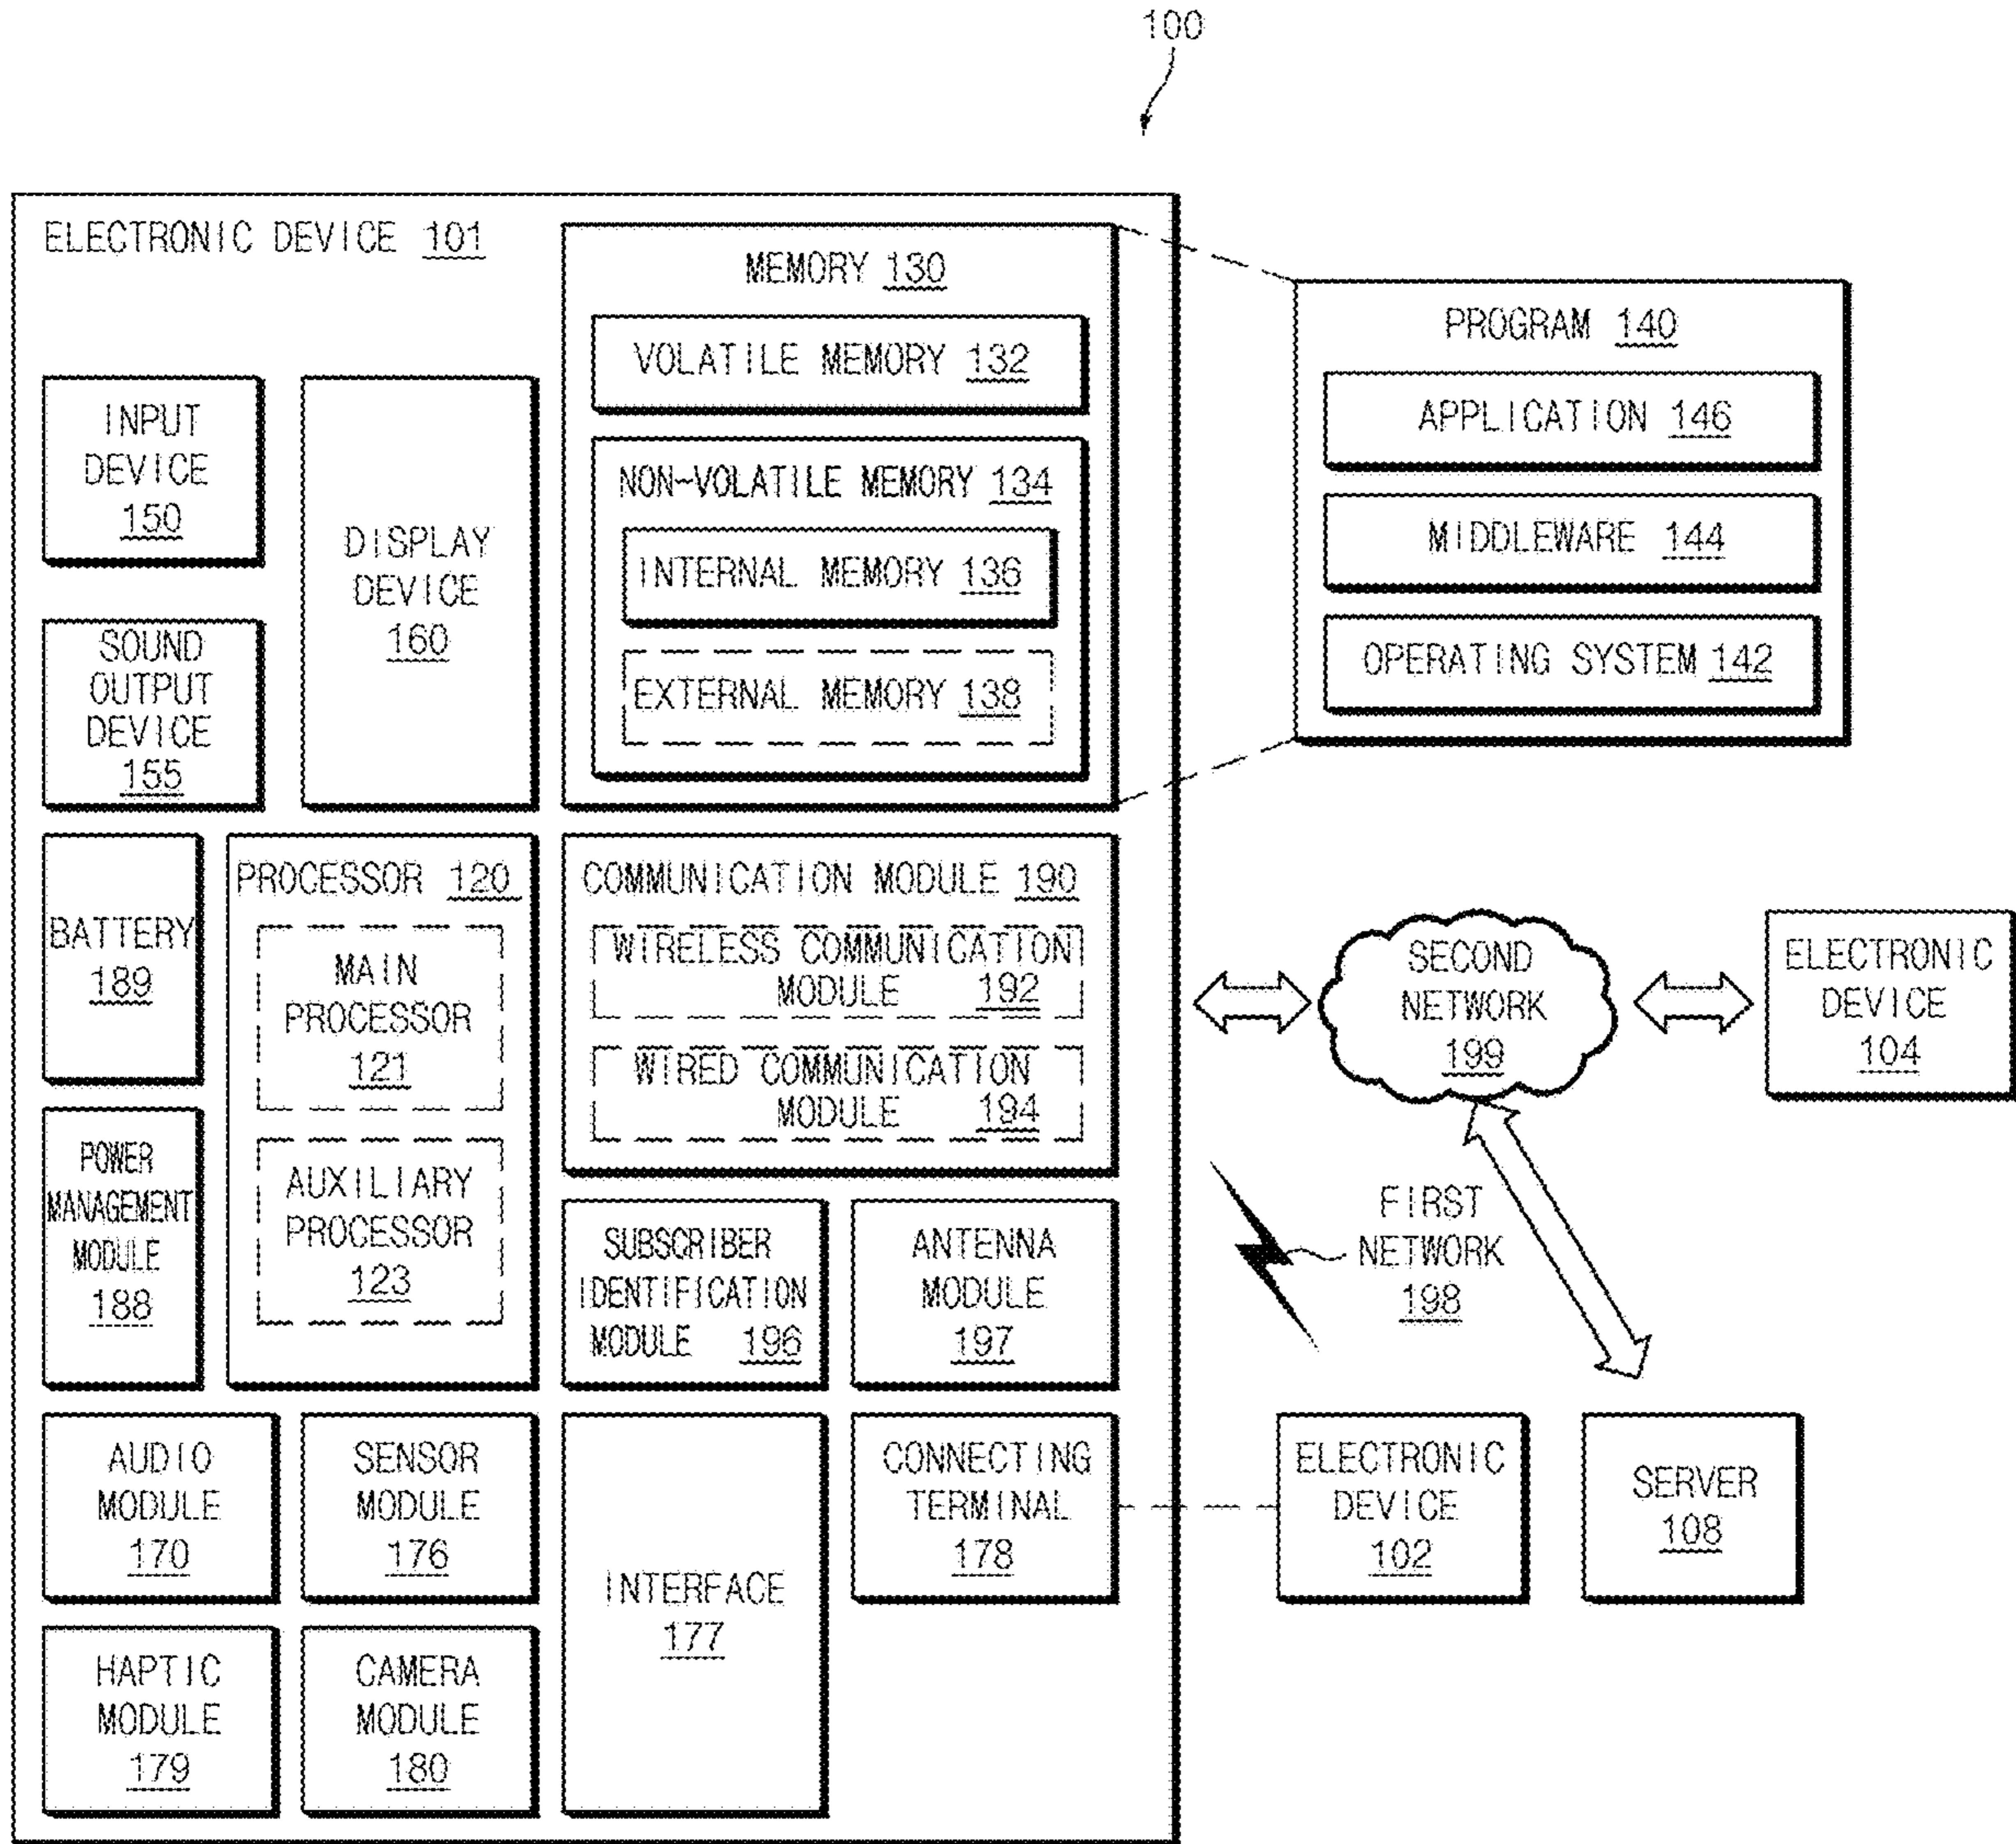 100
ELECTRONIC DEVICE 101
MEMORY 130
VOLATILE MEMORY 132
NON-VOLATILE MEMORY 134
INTERNAL MEMORY 136
EXTERNAL MEMORY 138
PROGRAM 140
APPLICATION 146
MIDDLEWARE 144
OPERATING SYSTEM 142
INPUT
DEVICE
150
SOUND
OUTPUT
DEVICE
155
DISPLAY
DEVICE
160
BATTERY
189
POWER
MANAGEMENT
MODULE
188
PROCESSOR 120
MAIN
PROCESSOR
121
AUXILIARY
PROCESSOR
123
COMMUNICATION MODULE 190
WIRELESS COMMUNICATION
MODULE 192
WIRED COMMUNICATION
MODULE 194
SUBSCRIBER
IDENTIFICATION
MODULE 196
ANTENNA
MODULE
197
SECOND
NETWORK
199
ELECTRONIC
DEVICE
104
FIRST
NETWORK
198
AUDIO
MODULE
170
SENSOR
MODULE
176
INTERFACE
177
CONNECTING
TERMINAL
178
ELECTRONIC
DEVICE
102
SERVER
108
HAPTIC
MODULE
179
CAMERA
MODULE
180